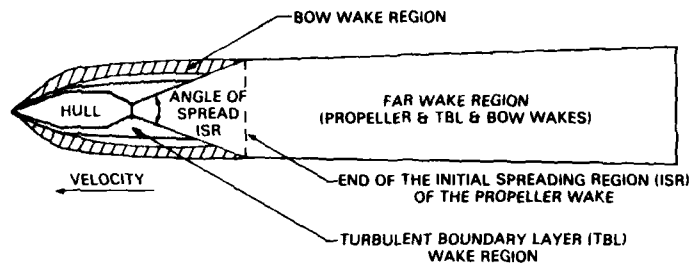 BOW WAKE REGION
HULL
ANGLE OF
SPREAD
ISR
FAR WAKE REGION
(PROPELLER & TBL & BOW WAKES)
VELOCITY
END OF THE INITIAL SPREADING REGION (ISR)
OF THE PROPELLER WAKE
TURBULENT BOUNDARY LAYER (TBL)
WAKE REGION